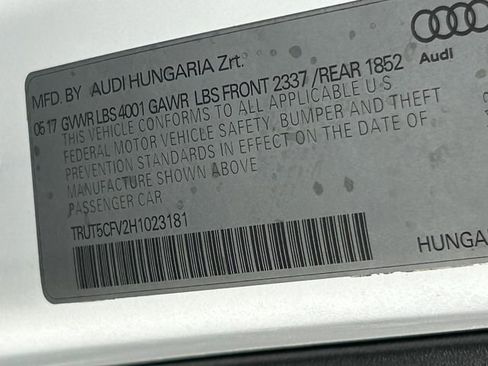 MFD. BY AUDI HUNGARIA Zrt.
05 17 GVWR LBS 4001 GAWR LBS FRONT 2337 / REAR 1852
THIS VEHICLE CONFORMS TO ALL APPLICABLE U S
FEDERAL MOTOR VEHICLE SAFETY, BUMPER AND THEFT
PREVENTION STANDARDS IN EFFECT ON THE DATE OF
MANUFACTURE SHOWN ABOVE.
PASSENGER CAR
TRUT5CFV2H1023181
Audi